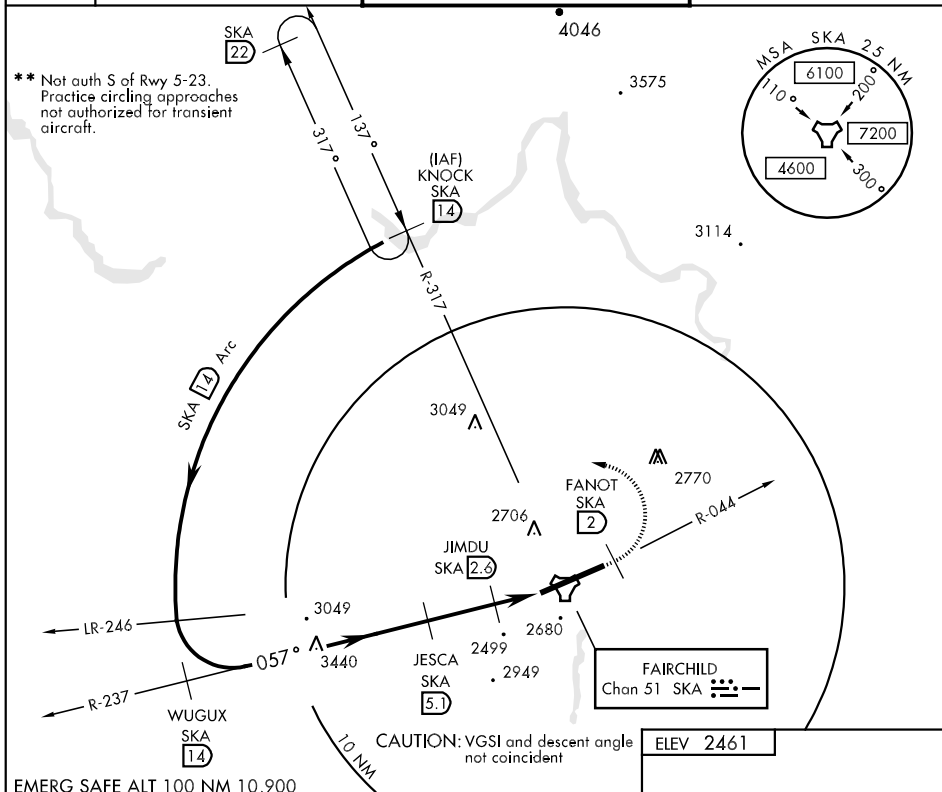 4046
SKA
22
** Not auth S of Rwy 5-23.
Practice circling approaches
not authorized for transient
aircraft.
3575
MSA SKA 25 NM
6100
110°
200°
7200
4600
300°
317°
137°
(IAF)
KNOCK
SKA
14
3114
R-317
SKA 14 Arc
3049
2770
FANOT
SKA
2
R-044
2706
JIMDU
SKA 2.6
3049
LR-246
057°
3440
R-237
JESCA
SKA
5.1
2499
2680
2949
FAIRCHILD
Chan 51 SKA
WUGUX
SKA
14
10 NM
CAUTION: VGSI and descent angle
not coincident
ELEV 2461
EMERG SAFE ALT 100 NM 10,900